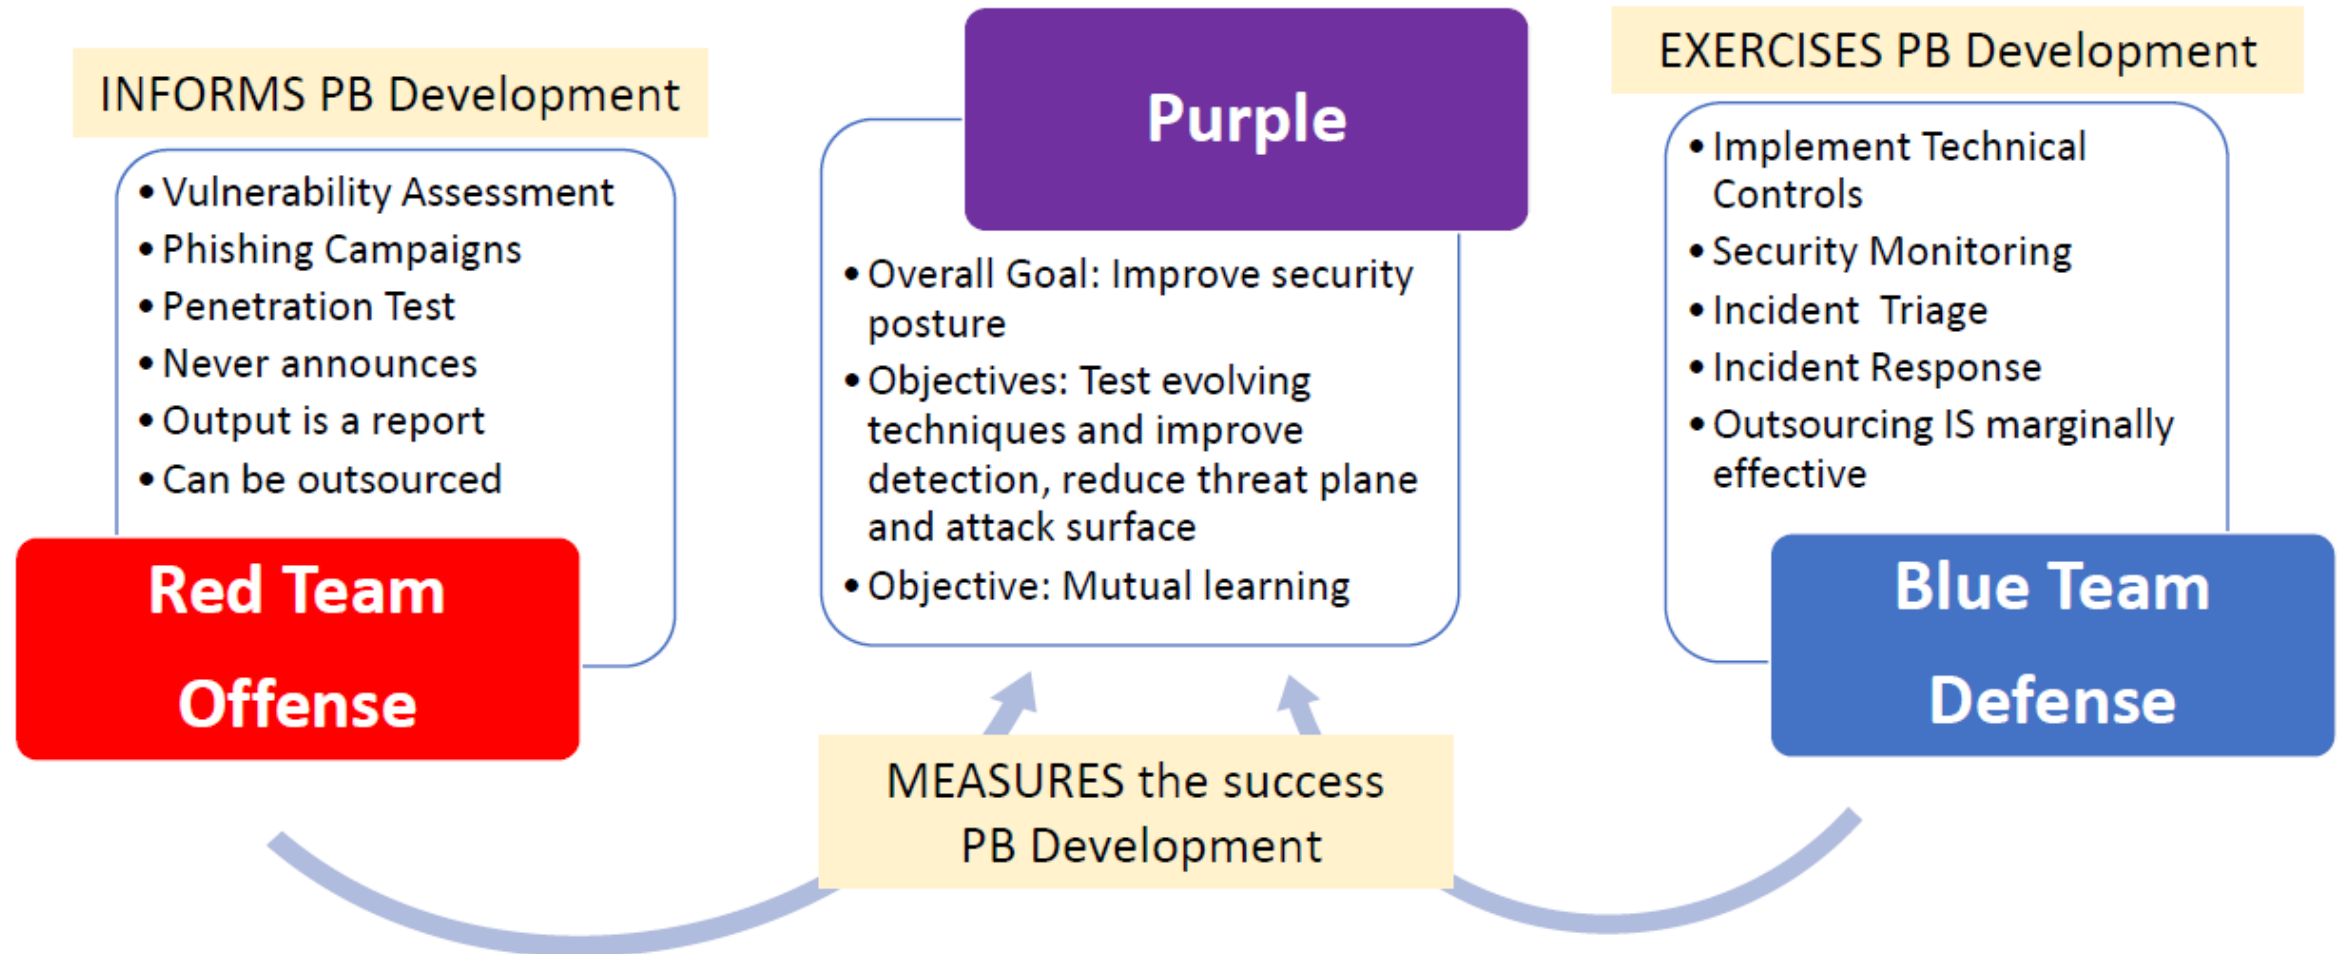 INFORMS PB Development
• Vulnerability Assessment
• Phishing Campaigns
• Penetration Test
• Never announces
• Output is a report
• Can be outsourced
Red Team
Offense
Purple
• Overall Goal: Improve security
posture
• Objectives: Test evolving
techniques and improve
detection, reduce threat plane
and attack surface
• Objective: Mutual learning
MEASURES the success
PB Development
EXERCISES PB Development
• Implement Technical
Controls
• Security Monitoring
• Incident  Triage
• Incident Response
• Outsourcing IS marginally
effective
Blue Team
Defense